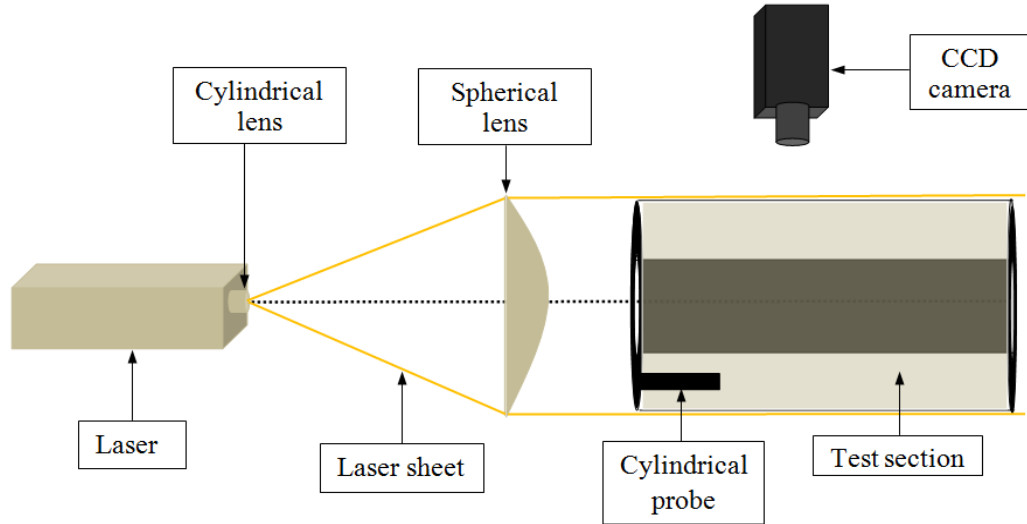 Cylindrical
lens
Spherical
lens
CCD
camera
Laser
Laser sheet
Cylindrical
probe
Test section